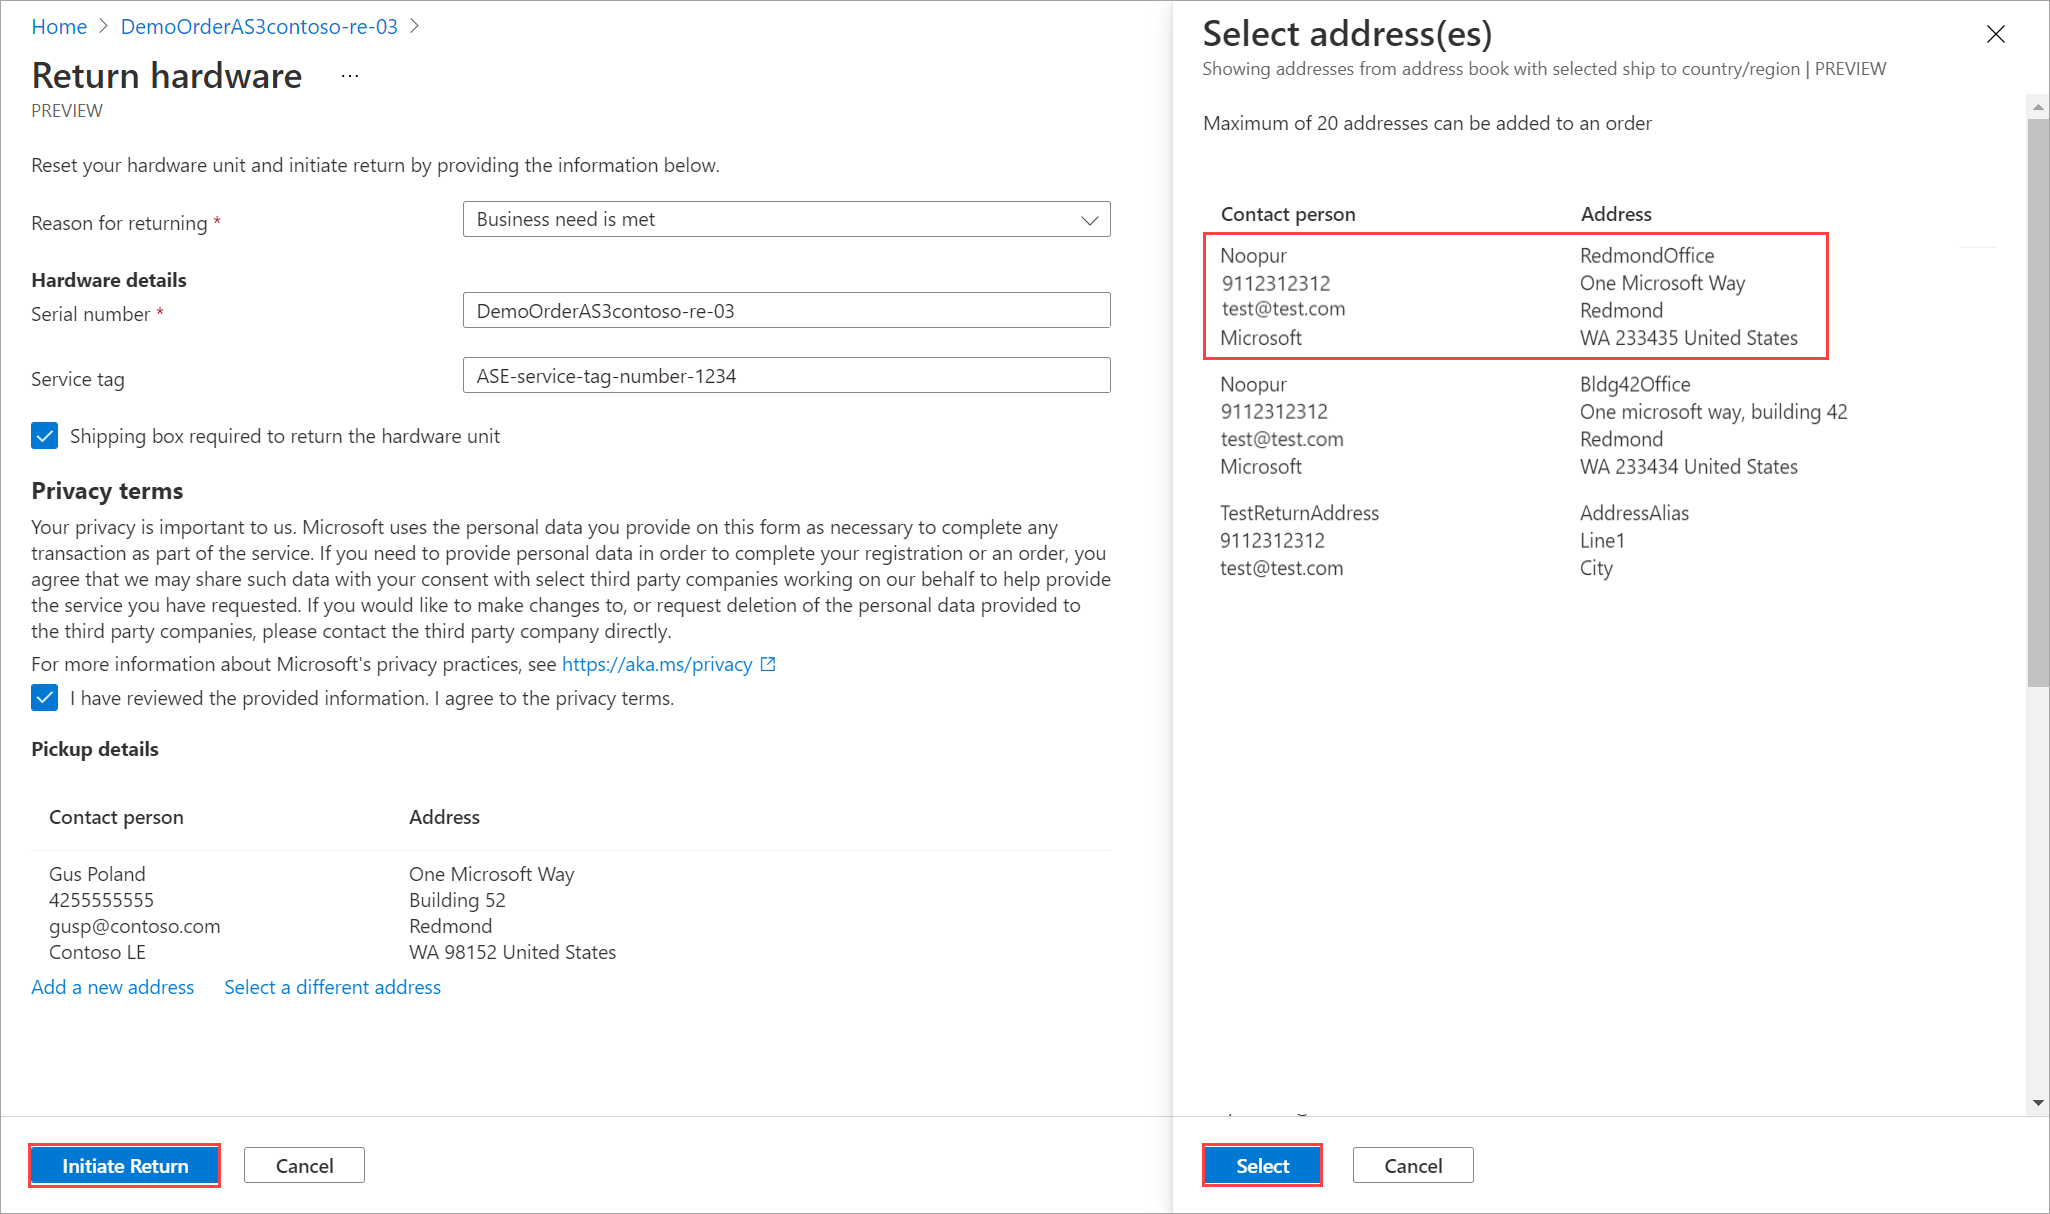 Home > DemoOrderAS3contoso-re-03 >
Return hardware ...
PREVIEW
Reset your hardware unit and initiate return by providing the information below.
Reason for returning *
Business need is met
Hardware details
Serial number *
DemoOrderAS3contoso-re-03
Service tag
ASE-service-tag-number-1234
Shipping box required to return the hardware unit
Privacy terms
Your privacy is important to us. Microsoft uses the personal data you provide on this form as necessary to complete any
transaction as part of the service. If you need to provide personal data in order to complete your registration or an order, you
agree that we may share such data with your consent with select third party companies working on our behalf to help provide
the service you have requested. If you would like to make changes to, or request deletion of the personal data provided to
the third party companies, please contact the third party company directly.
For more information about Microsoft's privacy practices, see https://aka.ms/privacy
I have reviewed the provided information. I agree to the privacy terms.
Pickup details
Contact person
Address
Gus Poland
4255555555
gusp@contoso.com
Contoso LE
One Microsoft Way
Building 52
Redmond
WA 98152 United States
Add a new address
Select a different address
Initiate Return
Cancel
Select address(es)
Showing addresses from address book with selected ship to country/region | PREVIEW
Maximum of 20 addresses can be added to an order
Contact person
Address
Noopur
9112312312
test@test.com
Microsoft
RedmondOffice
One Microsoft Way
Redmond
WA 233435 United States
Noopur
9112312312
test@test.com
Microsoft
Bldg42Office
One microsoft way, building 42
Redmond
WA 233434 United States
TestReturnAddress
9112312312
test@test.com
AddressAlias
Line1
City
Select
Cancel